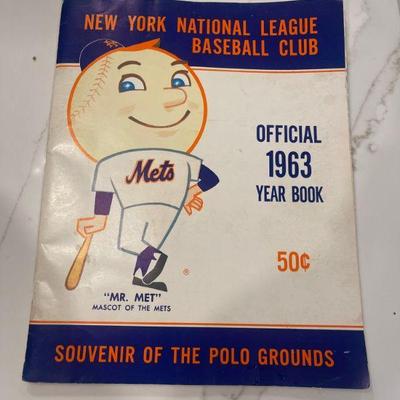 NEW YORK NATIONAL LEAGUE
BASEBALL CLUB
Mets
OFFICIAL
1963
YEAR BOOK
50¢
®
"MR. MET"
MASCOT OF THE METS
SOUVENIR OF THE POLO GROUNDS